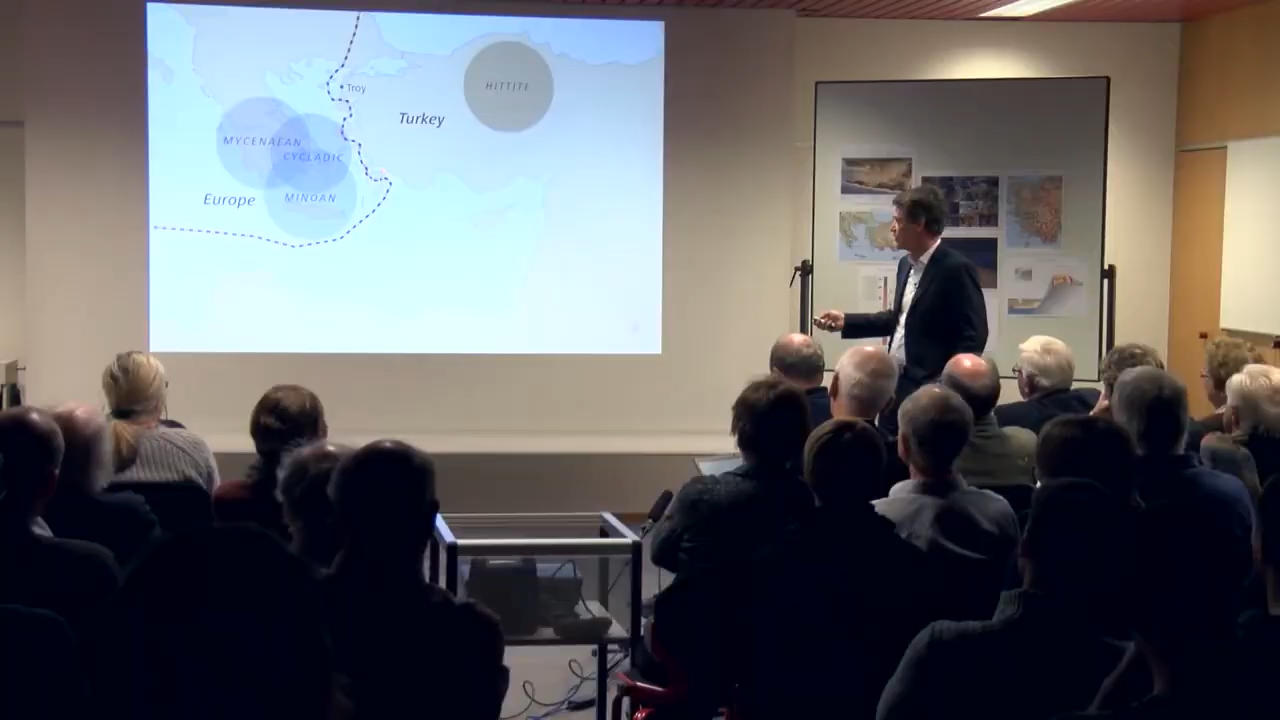 HITTITE
Troy
Turkey
MYCENAEAN
CYCLADIC
Europe
MINOAN